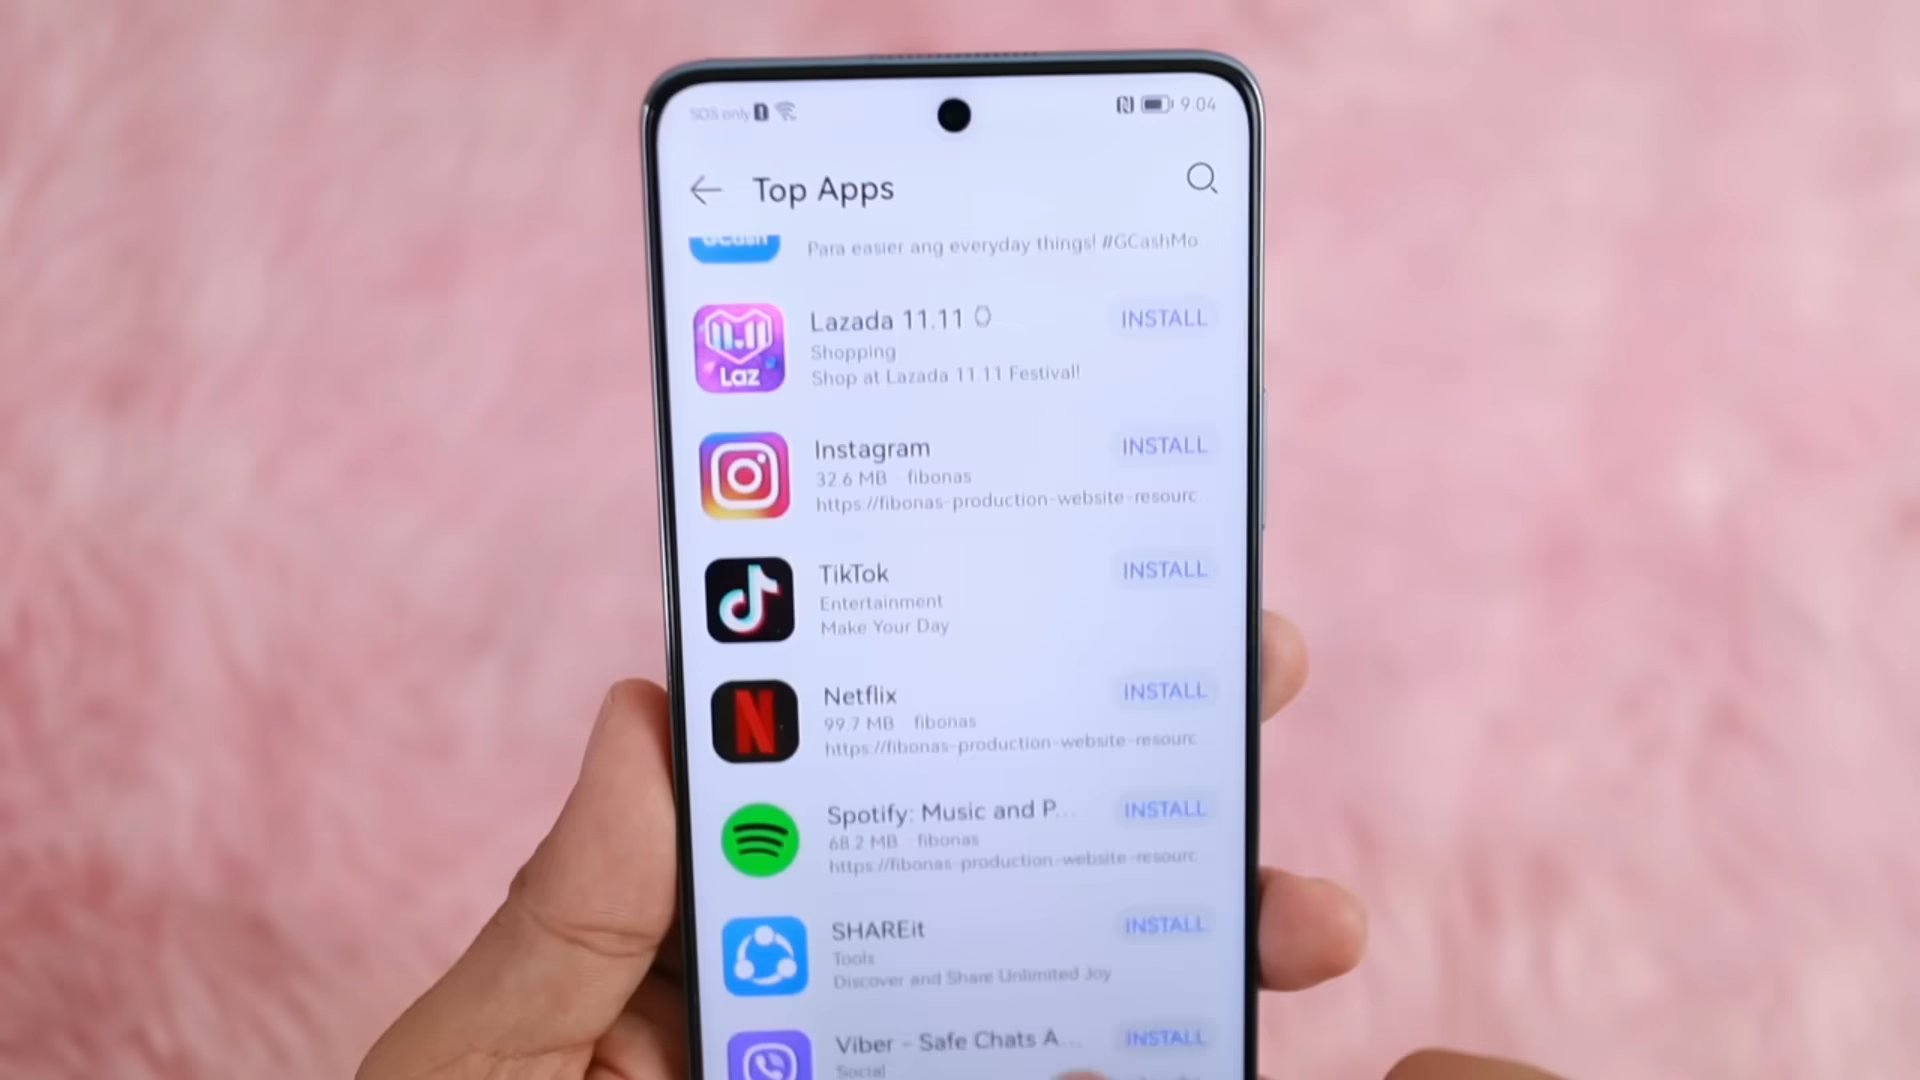 SOS only
9:04
Top Apps
GCash
Para easier ang everyday things! #GCashMo...
Lazada 11.11
INSTALL
Shopping
Shop at Lazada 11.11 Festival!
11.11
Laz
Instagram
INSTALL
32.6 MB fibonas
https://fibonas-production-website-resourc...
TikTok
INSTALL
Entertainment
Make Your Day
Netflix
INSTALL
99.7 MB fibonas
https://fibonas-production-website-resourc
N
Spotify: Music and P...
INSTALL
68.2 MB fibonas
https://fibonas-production-website-resourc
SHAREit
INSTALL
Tools
Discover and Share Unlimited Joy
Viber – Safe Chats A...
INSTALL
Social